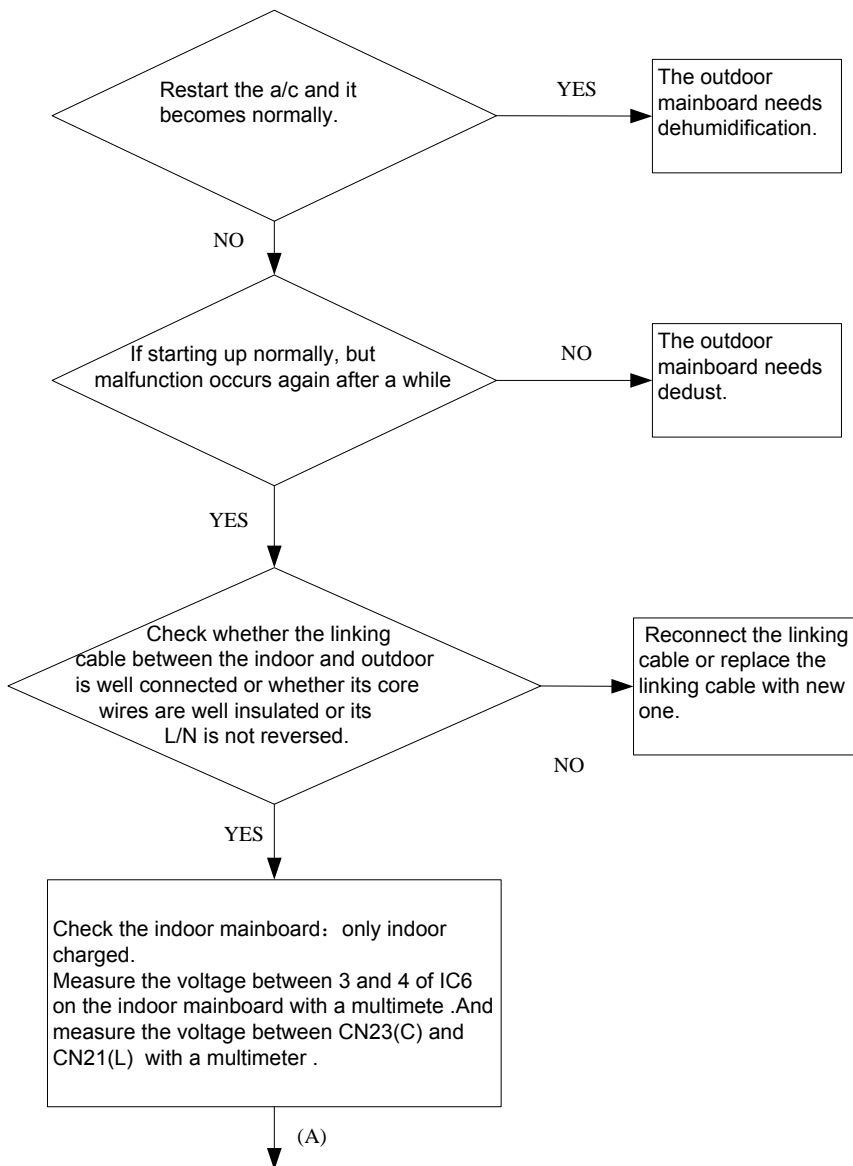 Restart the a/c and it
becomes normally.
YES
The outdoor
mainboard needs
dehumidification.
NO
If starting up normally, but
malfunction occurs again after a while
NO
The outdoor
mainboard needs
dedust.
YES
Check whether the linking
cable between the indoor and outdoor
is well connected or whether its core
wires are well insulated or its
L/N is not reversed.
NO
Reconnect the linking
cable or replace the
linking cable with new
one.
YES
Check the indoor mainboard：only indoor
charged.
Measure the voltage between 3 and 4 of IC6
on the indoor mainboard with a multimete .And
measure the voltage between CN23(C) and
CN21(L) with a multimeter .
(A)